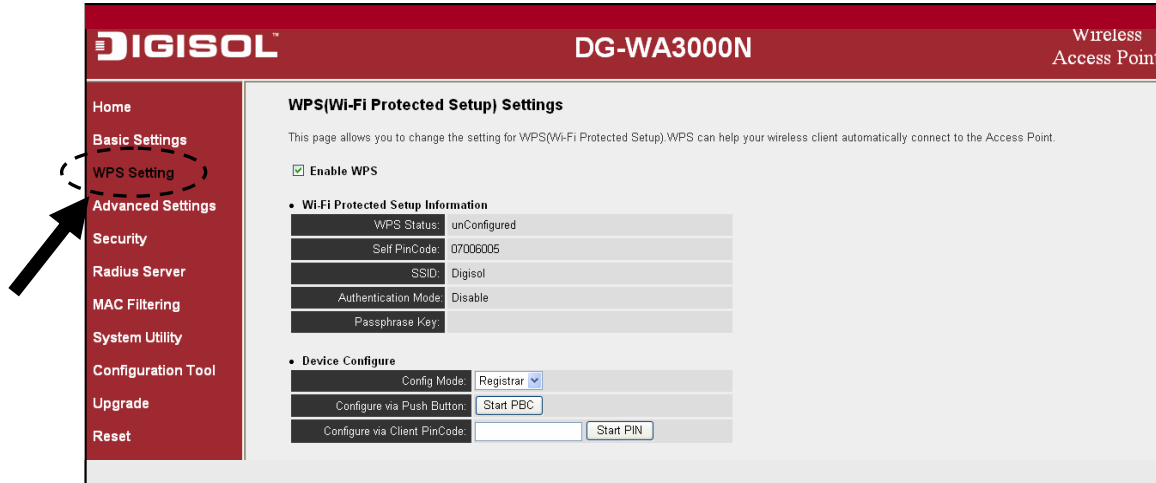 DIGISOL™
DG-WA3000N
Wireless
Access Point
Home
Basic Settings
WPS Setting
Advanced Settings
Security
Radius Server
MAC Filtering
System Utility
Configuration Tool
Upgrade
Reset
WPS(Wi-Fi Protected Setup) Settings
This page allows you to change the setting for WPS(Wi-Fi Protected Setup).WPS can help your wireless client automatically connect to the Access Point.
Enable WPS
• Wi-Fi Protected Setup Information
WPS Status: unConfigured
Self PinCode: 07006005
SSID: Digisol
Authentication Mode: Disable
Passphrase Key:
• Device Configure
Config Mode: Registrar
Configure via Push Button: Start PBC
Configure via Client PinCode: Start PIN